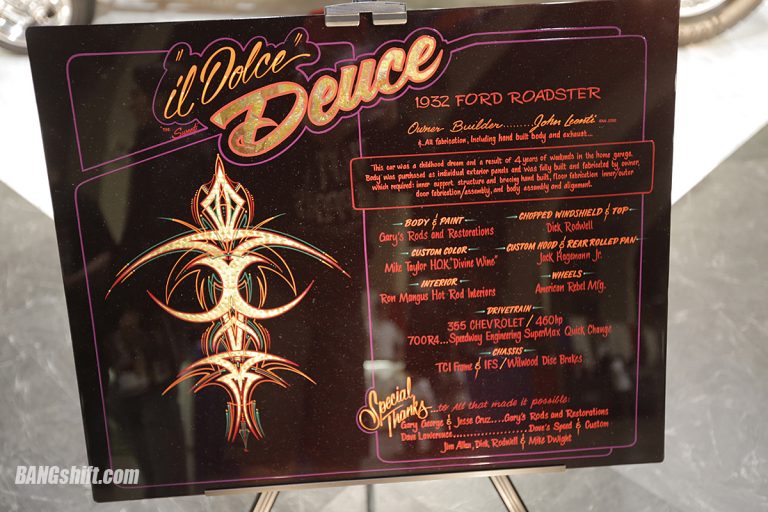 "il Dolce"
THE Sweet
Deuce
1932 FORD ROADSTER
Owner - Builder........John Leonti
& All fabrication, Including hand built body and exhaust...
This car was a childhood dream and a result of 4 years of weekends in the home garage.
Body was purchased as individual exterior panels and was fully built and fabricated by owner,
which required: inner support structure and bracing hand built, floor fabrication inner/outer
door fabrication/assembly, and body assembly and alignment.
BODY & PAINT
Gary's Rods and Restorations
CUSTOM COLOR
Mike Taylor H.O.K. "Divine Wine"
INTERIOR
Ron Mangus Hot Rod Interiors
CHOPPED WINDSHIELD & TOP
Dick Rodwell
CUSTOM HOOD & REAR ROLLED PAN
Jack Hagemann Jr.
WHEELS
American Rebel Mfg.
DRIVETRAIN
355 CHEVROLET / 460hp
700R4...Speedway Engineering SuperMax Quick Change
CHASSIS
TCI Frame & IFS / Wilwood Disc Brakes
Special
Thanks
...to All that made it possible:
Gary George & Jesse Cruz....Gary's Rods and Restorations
Dave Lawerence....................Dave's Speed & Custom
Jim Allan, Dick Rodwell & Mike Dwight
BANGshift.com